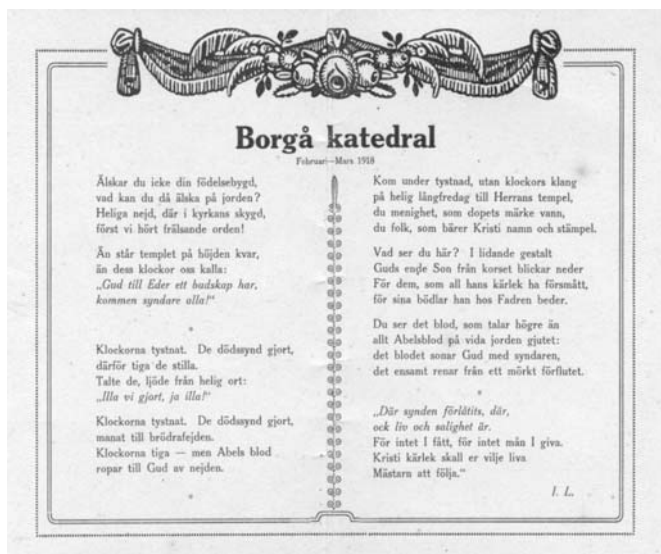 Borgå katedral
Februari—Mars 1918
Älskar du icke din födelsebygd,
vad kan du då älska på jorden?
Heliga nejd, där i kyrkans skygd,
först vi hört frälsande orden!
Än står templet på höjden kvar,
än dess klockor oss kalla:
„Gud till Eder ett budskap har,
kommen syndare alla!"
*
Klockorna tystnat. De dödssynd gjort,
därför tiga de stilla.
Talte de, ljöde från helig ort:
„Illa vi gjort, ja illa!"
Klockorna tystnat. De dödssynd gjort,
manat till brödrafejden.
Klockorna tiga — men Abels blod
ropar till Gud av nejden.
*
Kom under tystnad, utan klockors klang
på helig långfredag till Herrans tempel,
du menighet, som dopets märke vann,
du folk, som bärer Kristi namn och stämpel.
Vad ser du här? I lidande gestalt
Guds ende Son från korset blickar neder
För dem, som all hans kärlek ha försmått,
för sina bödlar han hos Fadren beder.
Du ser det blod, som talar högre än
allt Abelsblod på vida jorden gjutet:
det blodet sonar Gud med syndaren,
det ensamt renar från ett mörkt förflutet.
*
„Där synden förlåtits, där,
ock liv och salighet är.
För intet I fått, för intet mån I giva.
Kristi kärlek skall er vilje liva
Mästarn att följa."
I. L.